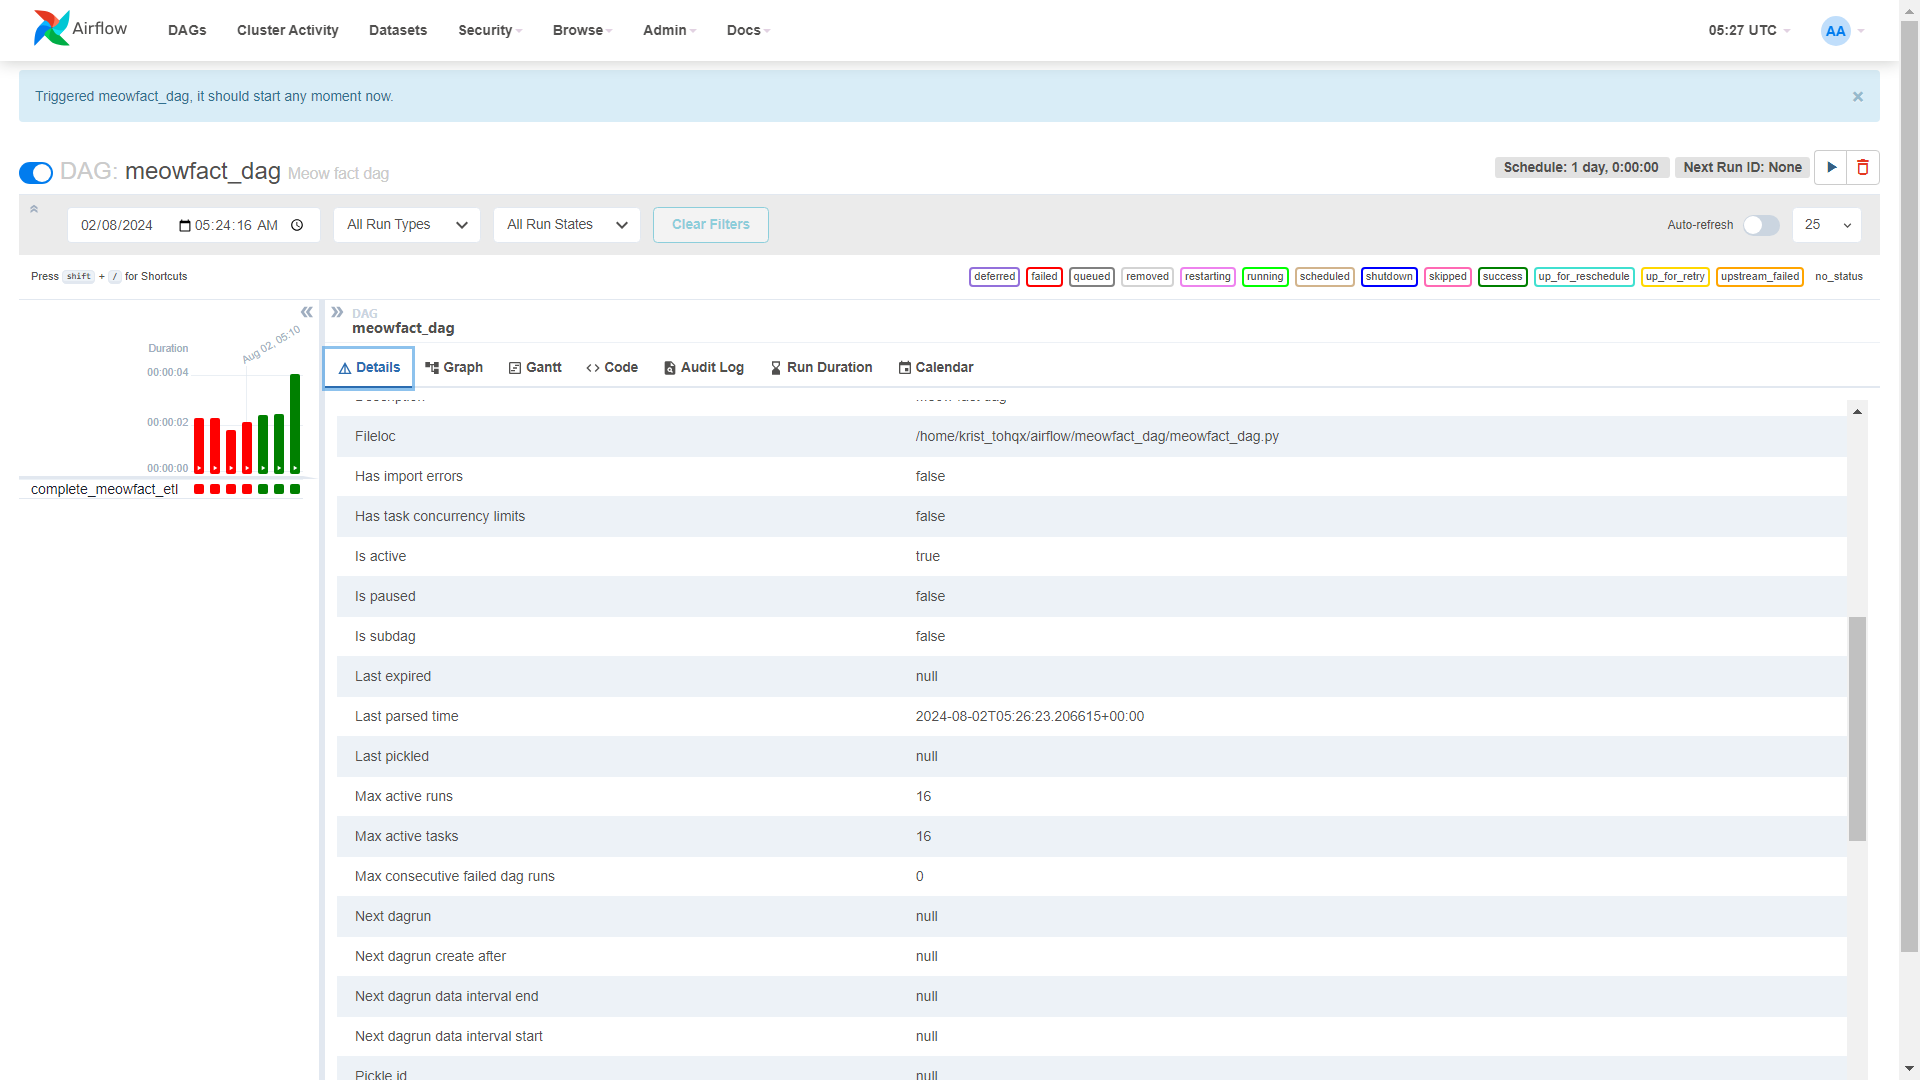 Airflow DAGs Cluster Activity Datasets Security Browse Admin Docs 05:27 UTC AA
Triggered meowfact_dag, it should start any moment now. ×
DAG: meowfact_dag Meow fact dag Schedule: 1 day, 0:00:00 Next Run ID: None
02/08/2024 05:24:16 AM All Run Types All Run States Clear Filters Auto-refresh 25
Press shift + / for Shortcuts deferred failed queued removed restarting running scheduled shutdown skipped success up_for_reschedule up_for_retry upstream_failed no_status
DAG
meowfact_dag
Aug 02, 05:10
Duration
00:00:04
00:00:02
00:00:00
complete_meowfact_etl
Details Graph Gantt Code Audit Log Run Duration Calendar
Fileloc /home/krist_tohqx/airflow/meowfact_dag/meowfact_dag.py
Has import errors false
Has task concurrency limits false
Is active true
Is paused false
Is subdag false
Last expired null
Last parsed time 2024-08-02T05:26:23.206615+00:00
Last pickled null
Max active runs 16
Max active tasks 16
Max consecutive failed dag runs 0
Next dagrun null
Next dagrun create after null
Next dagrun data interval end null
Next dagrun data interval start null
Pickle id null